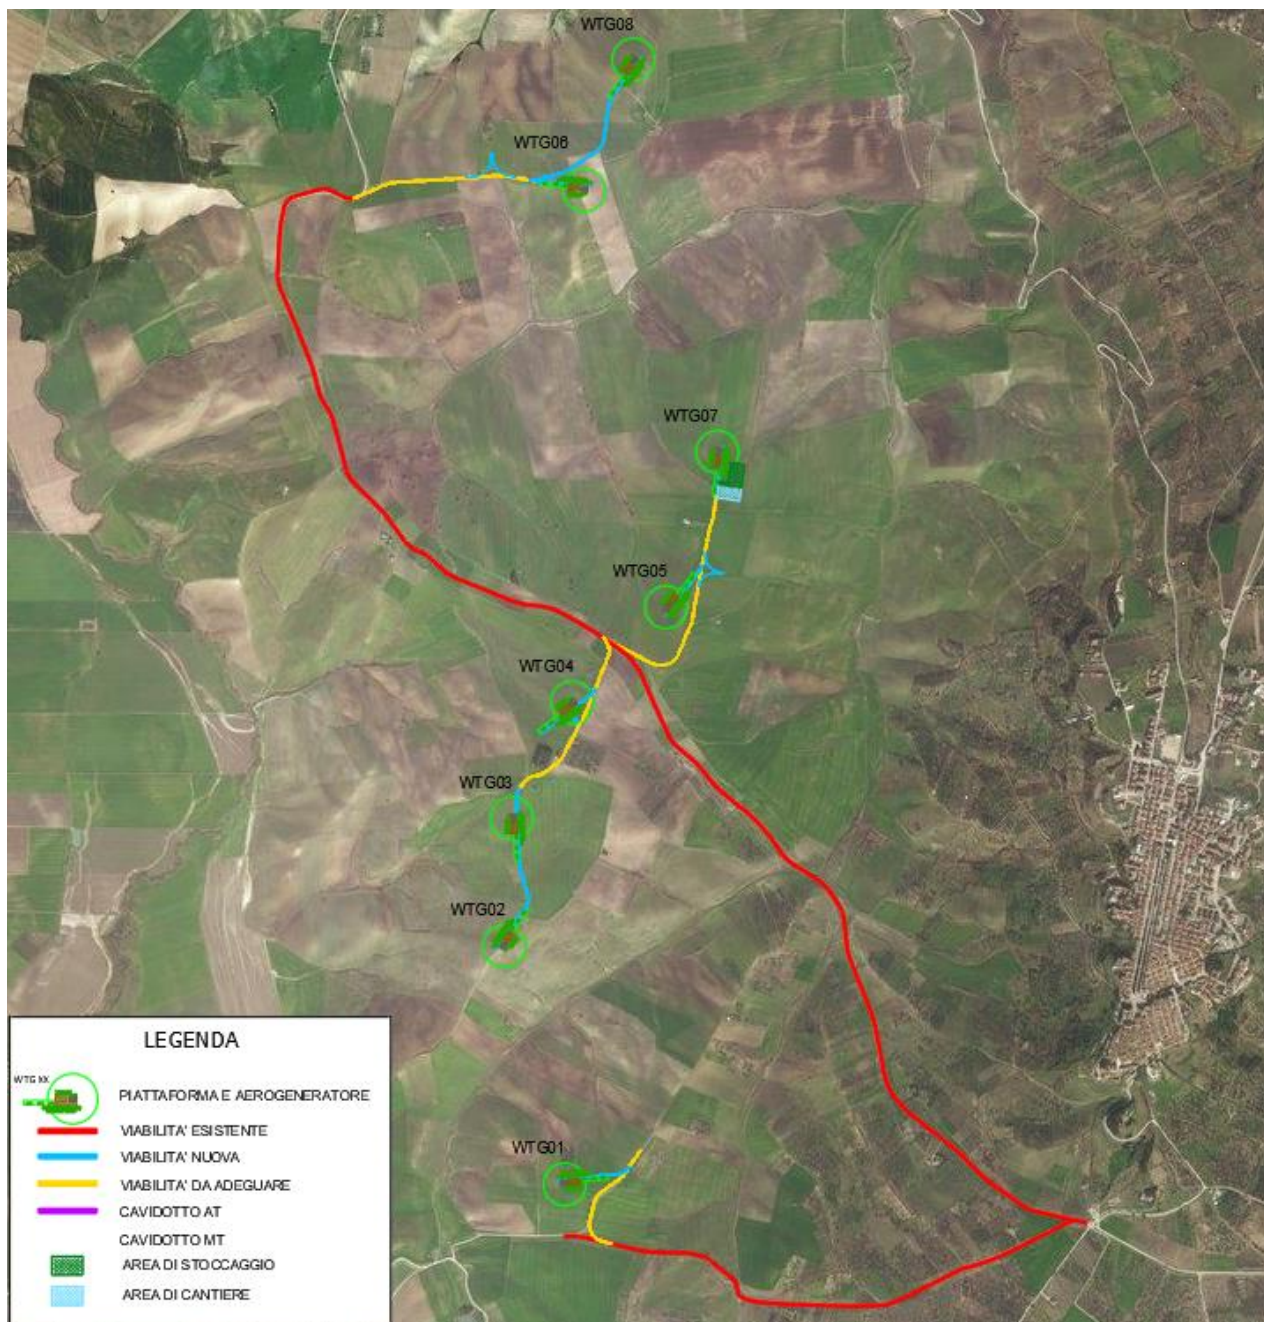 WTG08
WTG06
WTG07
WTG05
WTG04
WTG03
WTG02
WTG01
LEGENDA
WTG XX
PIATTAFORMA E AEROGENERATORE
VIABILITA' ESISTENTE
VIABILITA' NUOVA
VIABILITA' DA ADEGUARE
CAVIDOTTO AT
CAVIDOTTO MT
AREA DI STOCCAGGIO
AREA DI CANTIERE